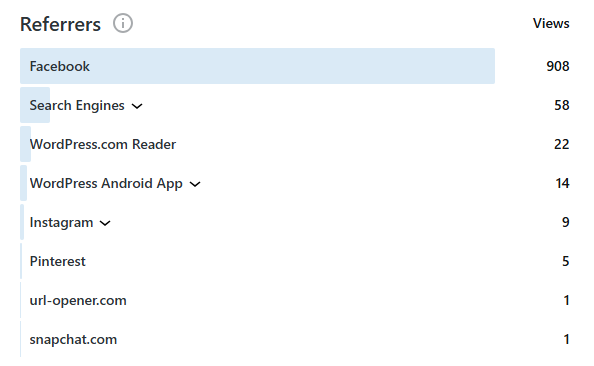 Referrers Views
Facebook 908
Search Engines 58
WordPress.com Reader 22
WordPress Android App 14
Instagram 9
Pinterest 5
url-opener.com 1
snapchat.com 1